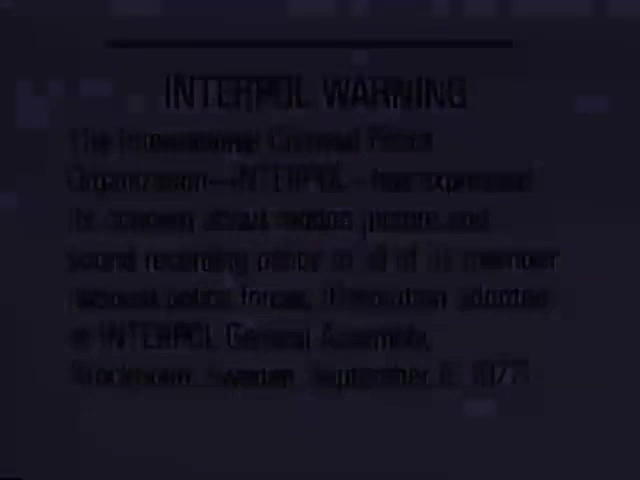 INTERPOL WARNING
The International Criminal Police
Organization—INTERPOL—has expressed
its concern about motion picture and
sound recording piracy to all of its member
national police forces. (Resolution adopted
at INTERPOL General Assembly,
Stockholm, Sweden, September 8, 1977)